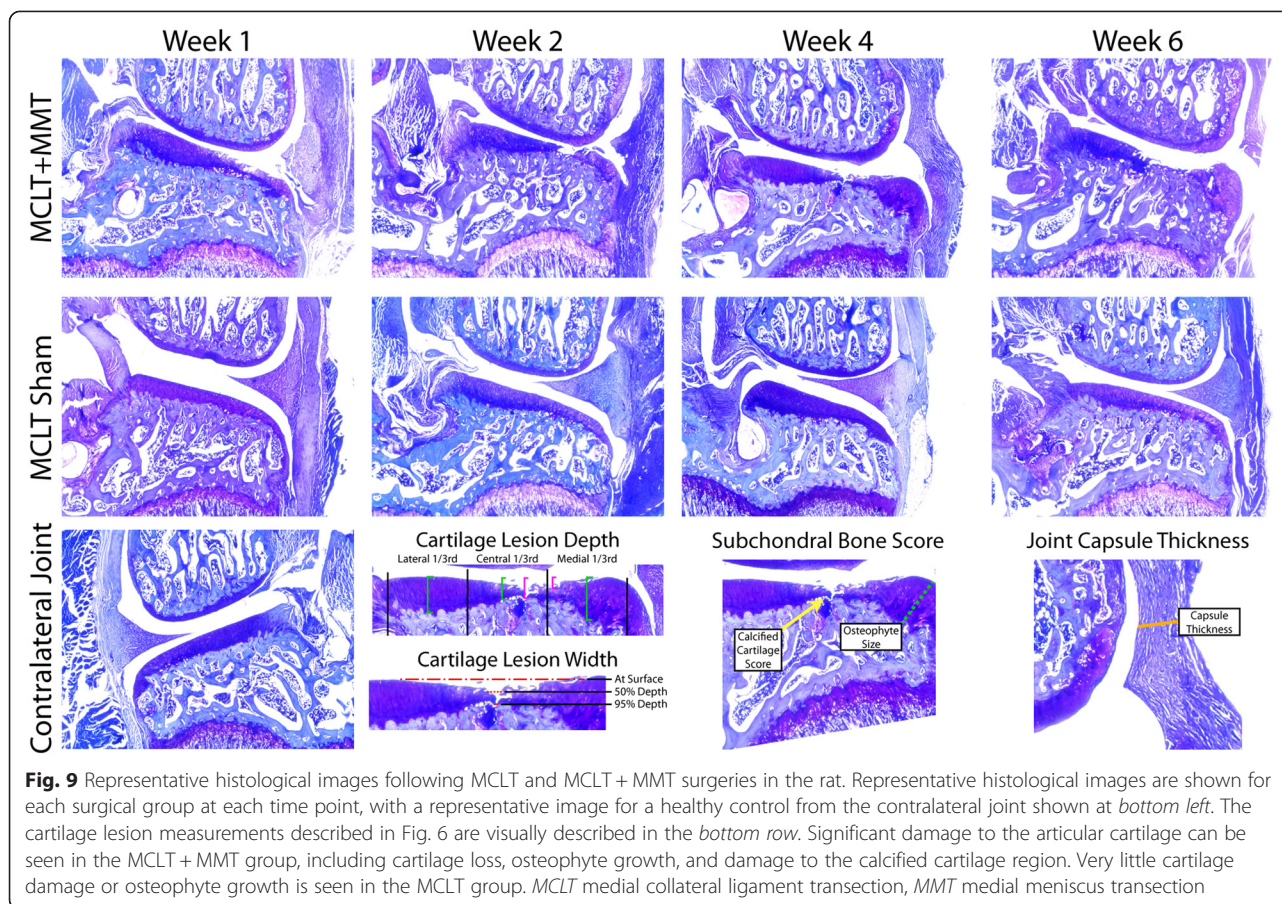 Week 1
Week 2
Week 4
Week 6
MCLT+MMT
MCLT Sham
Contralateral Joint
Cartilage Lesion Depth
Lateral 1/3rd
Central 1/3rd
Medial 1/3rd
Cartilage Lesion Width
At Surface
50% Depth
95% Depth
Subchondral Bone Score
Calcified
Cartilage
Score
Osteophyte
Size
Joint Capsule Thickness
Capsule
Thickness
Fig. 9 Representative histological images following MCLT and MCLT + MMT surgeries in the rat. Representative histological images are shown for
each surgical group at each time point, with a representative image for a healthy control from the contralateral joint shown at bottom left. The
cartilage lesion measurements described in Fig. 6 are visually described in the bottom row. Significant damage to the articular cartilage can be
seen in the MCLT + MMT group, including cartilage loss, osteophyte growth, and damage to the calcified cartilage region. Very little cartilage
damage or osteophyte growth is seen in the MCLT group. MCLT medial collateral ligament transection, MMT medial meniscus transection